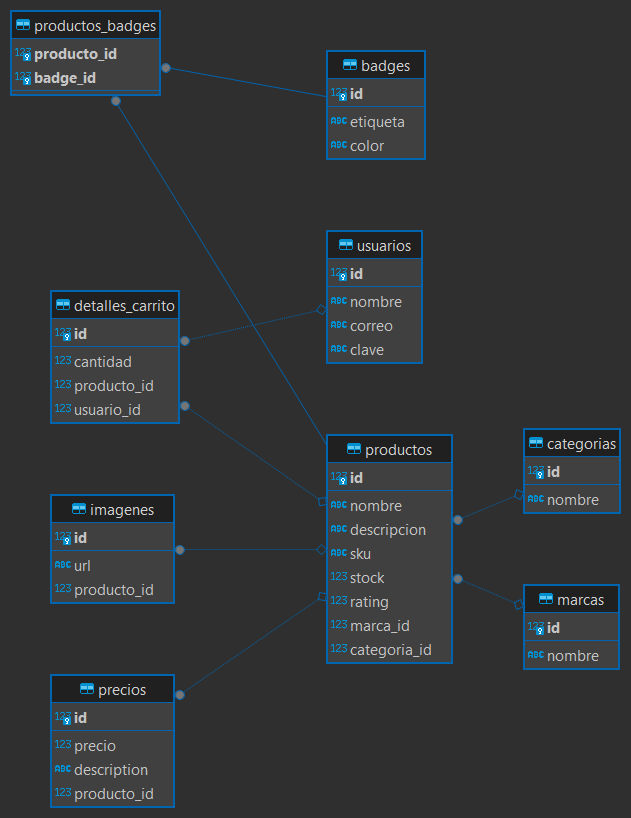 productos_badges
123 producto_id
123 badge_id
badges
123 id
ABC etiqueta
ABC color
usuarios
123 id
ABC nombre
ABC correo
ABC clave
detalles_carrito
123 id
123 cantidad
123 producto_id
123 usuario_id
productos
123 id
ABC nombre
ABC descripcion
ABC sku
123 stock
123 rating
123 marca_id
123 categoria_id
categorias
123 id
ABC nombre
imagenes
123 id
ABC url
123 producto_id
marcas
123 id
ABC nombre
precios
123 id
123 precio
ABC description
123 producto_id